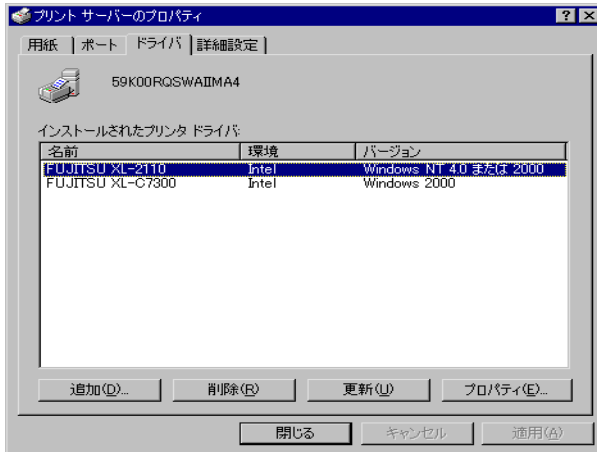 プリント サーバーのプロパティ
用紙 ポート ドライバ 詳細設定
59K00RQSWAIIMA4
インストールされたプリンタ ドライバ:
名前 環境 バージョン
FUJITSU XL-2110 Intel Windows NT 4.0 または 2000
FUJITSU XL-C7300 Intel Windows 2000
追加(D)... 削除(R) 更新(U) プロパティ(E)...
閉じる キャンセル 適用(A)